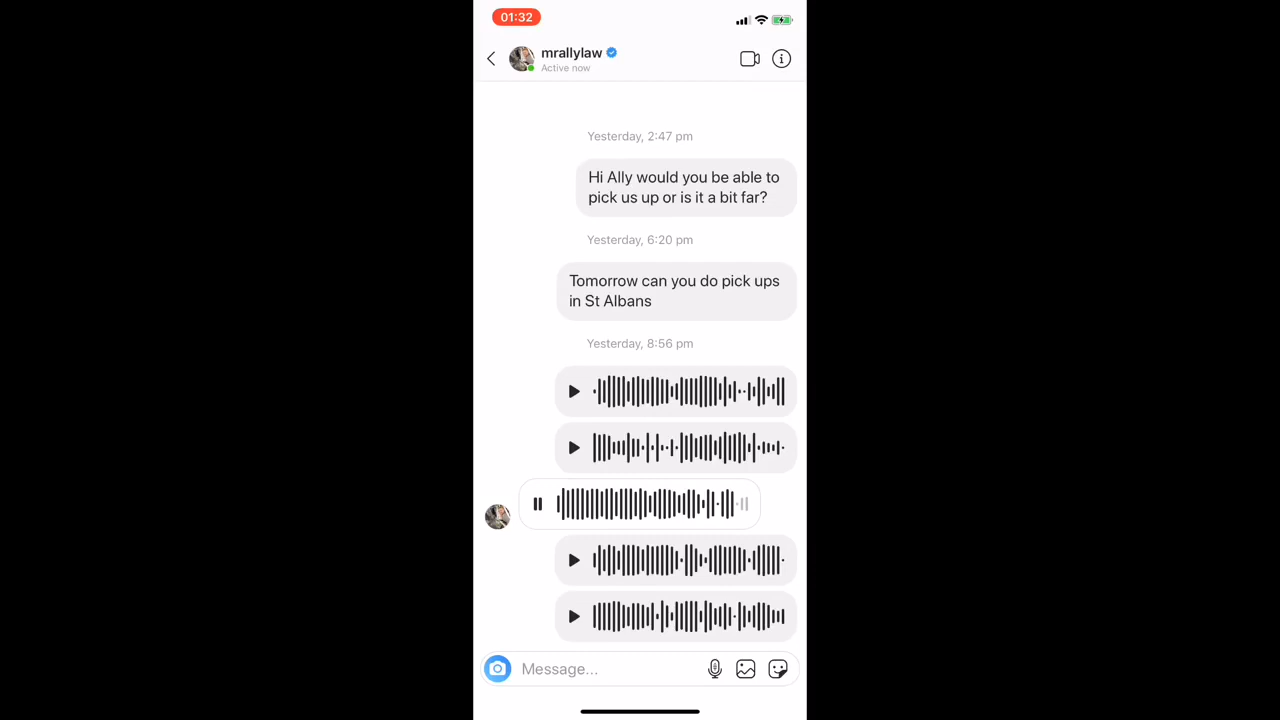 01:32
mrallylaw
Active now
Yesterday, 2:47 pm
Hi Ally would you be able to
pick us up or is it a bit far?
Yesterday, 6:20 pm
Tomorrow can you do pick ups
in St Albans
Yesterday, 8:56 pm
Message...